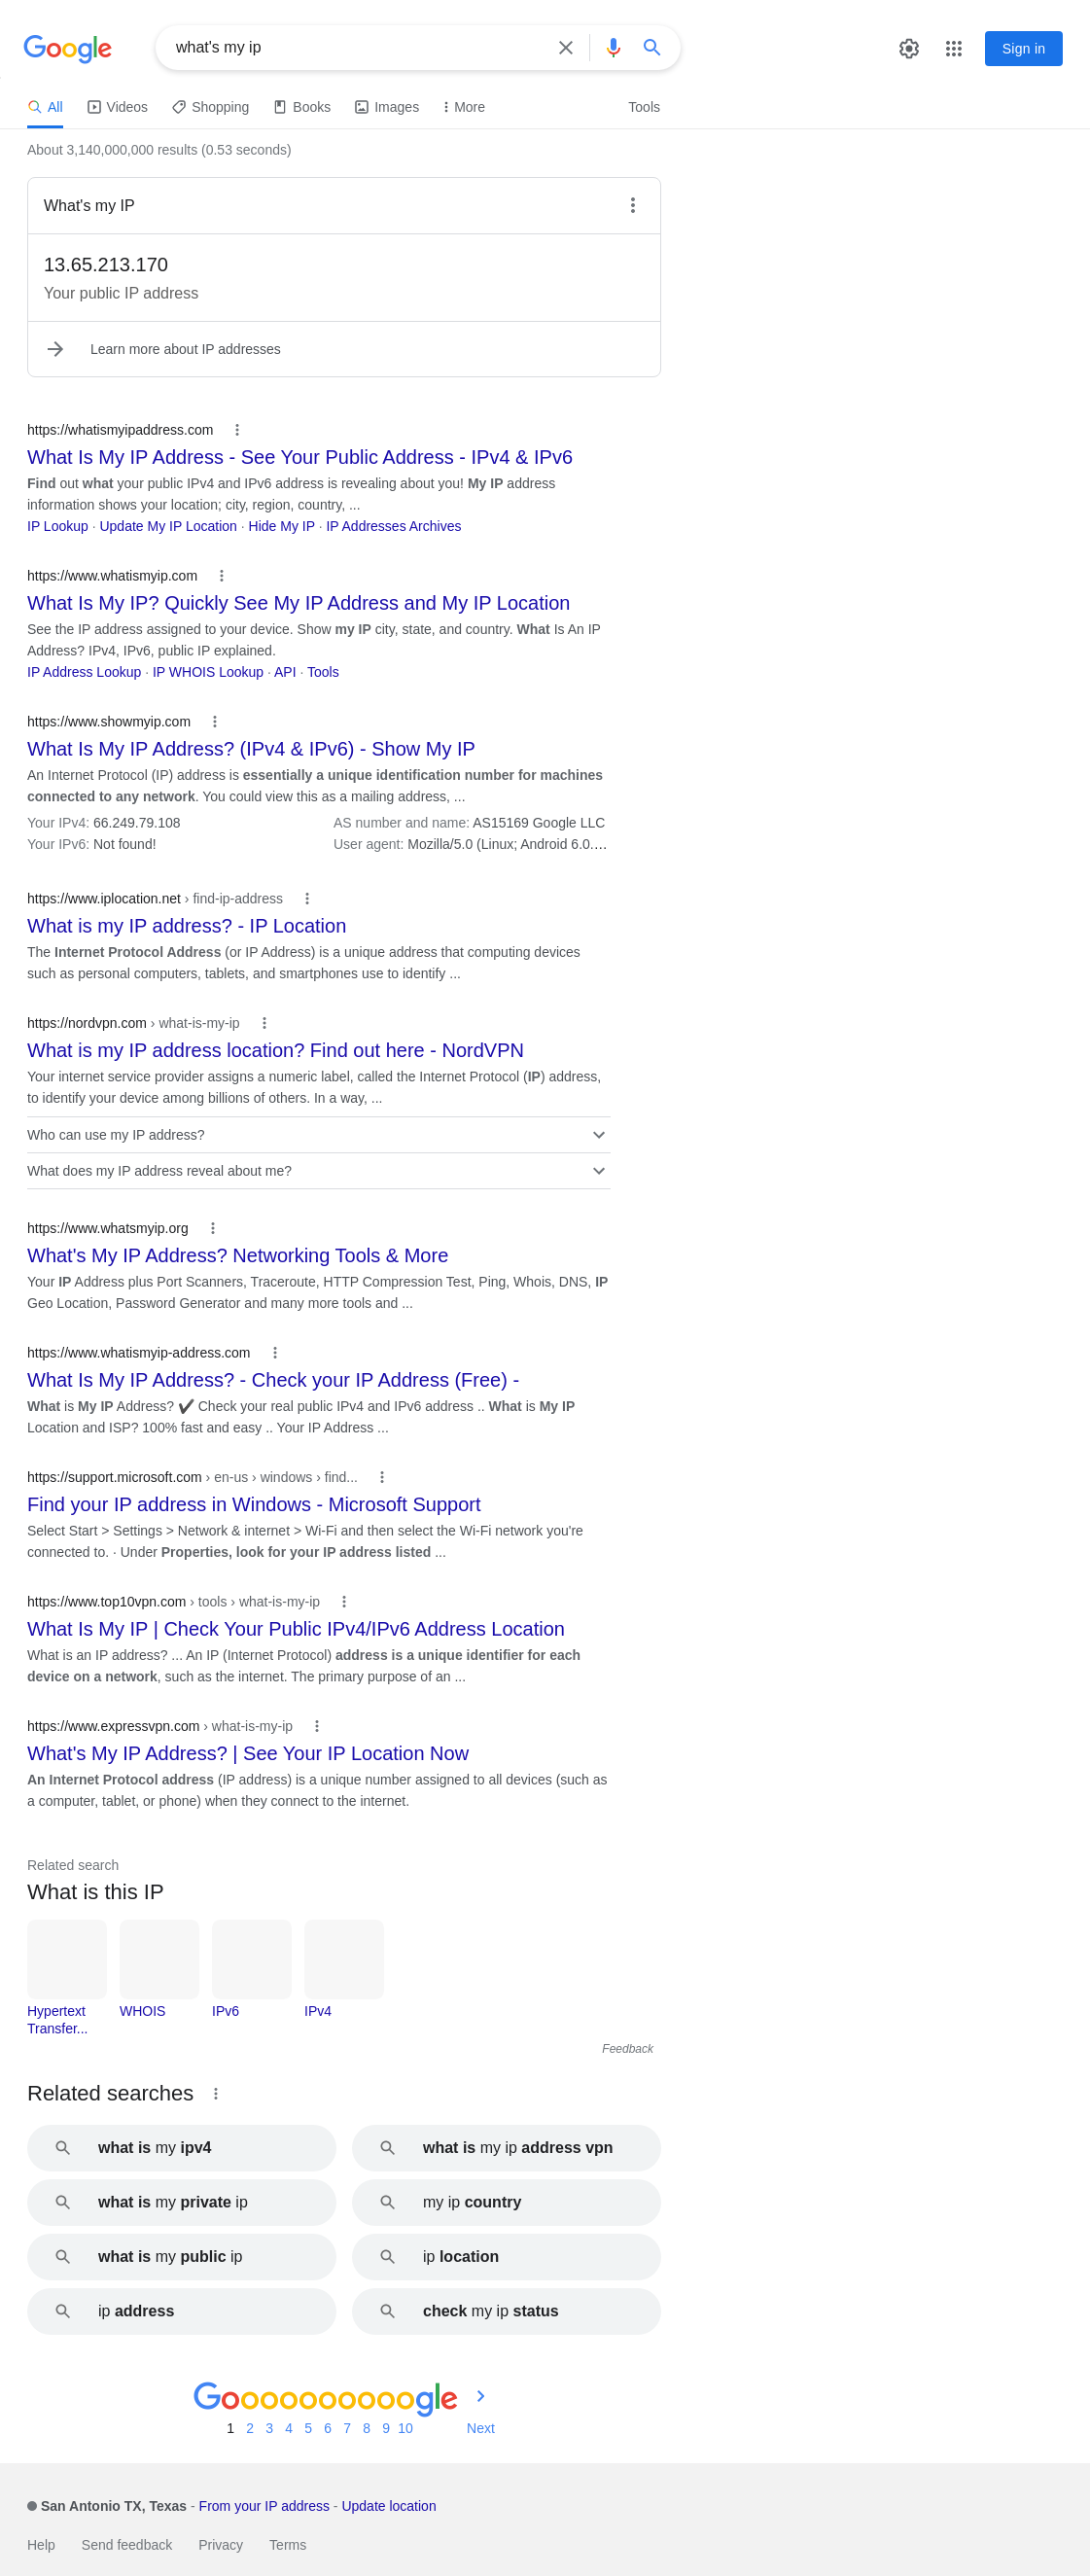 Google
what's my ip
Sign in
All Videos Shopping Books Images More Tools
About 3,140,000,000 results (0.53 seconds)
What's my IP
13.65.213.170
Your public IP address
Learn more about IP addresses
https://whatismyipaddress.com
What Is My IP Address - See Your Public Address - IPv4 & IPv6
Find out what your public IPv4 and IPv6 address is revealing about you! My IP address
information shows your location; city, region, country, ...
IP Lookup · Update My IP Location · Hide My IP · IP Addresses Archives
https://www.whatismyip.com
What Is My IP? Quickly See My IP Address and My IP Location
See the IP address assigned to your device. Show my IP city, state, and country. What Is An IP
Address? IPv4, IPv6, public IP explained.
IP Address Lookup · IP WHOIS Lookup · API · Tools
https://www.showmyip.com
What Is My IP Address? (IPv4 & IPv6) - Show My IP
An Internet Protocol (IP) address is essentially a unique identification number for machines
connected to any network. You could view this as a mailing address, ...
Your IPv4: 66.249.79.108 AS number and name: AS15169 Google LLC
Your IPv6: Not found! User agent: Mozilla/5.0 (Linux; Android 6.0.…
https://www.iplocation.net › find-ip-address
What is my IP address? - IP Location
The Internet Protocol Address (or IP Address) is a unique address that computing devices
such as personal computers, tablets, and smartphones use to identify ...
https://nordvpn.com › what-is-my-ip
What is my IP address location? Find out here - NordVPN
Your internet service provider assigns a numeric label, called the Internet Protocol (IP) address,
to identify your device among billions of others. In a way, ...
Who can use my IP address?
What does my IP address reveal about me?
https://www.whatsmyip.org
What's My IP Address? Networking Tools & More
Your IP Address plus Port Scanners, Traceroute, HTTP Compression Test, Ping, Whois, DNS, IP
Geo Location, Password Generator and many more tools and ...
https://www.whatismyip-address.com
What Is My IP Address? - Check your IP Address (Free) -
What is My IP Address? ✔ Check your real public IPv4 and IPv6 address .. What is My IP
Location and ISP? 100% fast and easy .. Your IP Address ...
https://support.microsoft.com › en-us › windows › find...
Find your IP address in Windows - Microsoft Support
Select Start > Settings > Network & internet > Wi-Fi and then select the Wi-Fi network you're
connected to. · Under Properties, look for your IP address listed ...
https://www.top10vpn.com › tools › what-is-my-ip
What Is My IP | Check Your Public IPv4/IPv6 Address Location
What is an IP address? ... An IP (Internet Protocol) address is a unique identifier for each
device on a network, such as the internet. The primary purpose of an ...
https://www.expressvpn.com › what-is-my-ip
What's My IP Address? | See Your IP Location Now
An Internet Protocol address (IP address) is a unique number assigned to all devices (such as
a computer, tablet, or phone) when they connect to the internet.
Related search
What is this IP
Hypertext WHOIS IPv6 IPv4
Transfer...
Feedback
Related searches
what is my ipv4 what is my ip address vpn
what is my private ip my ip country
what is my public ip ip location
ip address check my ip status
Goooooooooogle
1 2 3 4 5 6 7 8 9 10 Next
San Antonio TX, Texas - From your IP address - Update location
Help Send feedback Privacy Terms